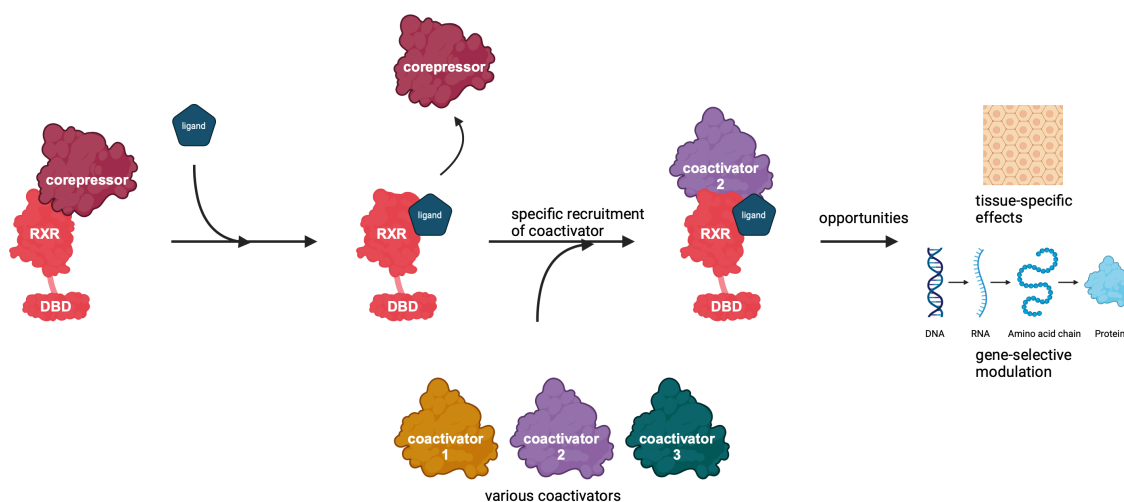 corepressor
RXR
DBD
ligand
corepressor
RXR
ligand
DBD
specific recruitment
of coactivator
coactivator
1
coactivator
2
coactivator
3
various coactivators
coactivator
2
RXR
ligand
DBD
opportunities
tissue-specific
effects
DNA
RNA
Amino acid chain
Protein
gene-selective
modulation